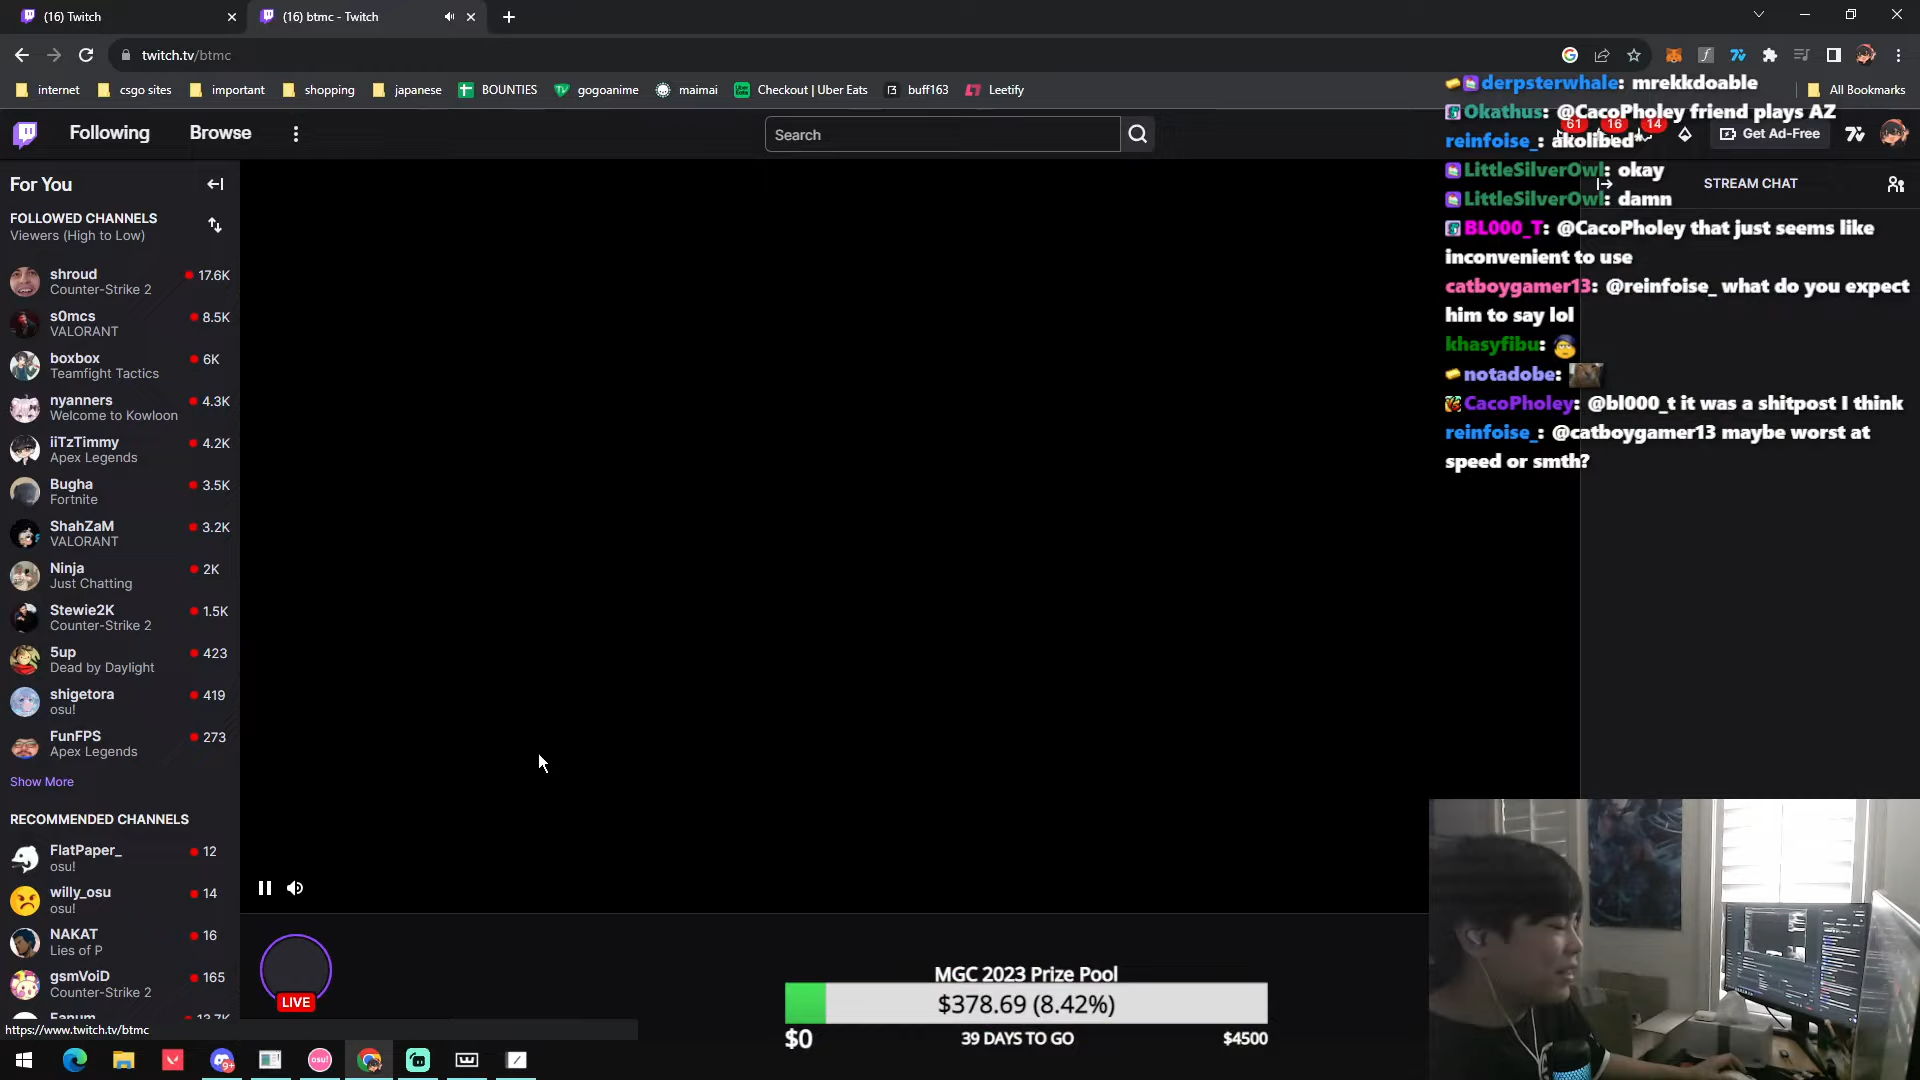 (16) Twitch
(16) btmc - Twitch
twitch.tv/btmc
internet
csgo sites
important
shopping
japanese
BOUNTIES
gogoanime
maimai
Checkout | Uber Eats
buff163
Leetify
All Bookmarks
Following
Browse
Search
61
16
14
Get Ad-Free
For You
FOLLOWED CHANNELS
Viewers (High to Low)
shroud
17.6K
Counter-Strike 2
s0mcs
8.5K
VALORANT
boxbox
6K
Teamfight Tactics
nyanners
4.3K
Welcome to Kowloon
iiTzTimmy
4.2K
Apex Legends
Bugha
3.5K
Fortnite
ShahZaM
3.2K
VALORANT
Ninja
2K
Just Chatting
Stewie2K
1.5K
Counter-Strike 2
5up
423
Dead by Daylight
shigetora
419
osu!
FunFPS
273
Apex Legends
Show More
RECOMMENDED CHANNELS
FlatPaper_
12
osu!
willy_osu
14
osu!
NAKAT
16
Lies of P
gsmVoiD
165
Counter-Strike 2
Fanum
13.7K
https://www.twitch.tv/btmc
STREAM CHAT
derpsterwhale: mrekkdoable
Okathus: @CacoPholey friend plays AZ
reinfoise_: akolibed*
LittleSilverOwl: okay
LittleSilverOwl: damn
BL000_T: @CacoPholey that just seems like
inconvenient to use
catboygamer13: @reinfoise_ what do you expect
him to say lol
khasyfibu:
notadobe:
CacoPholey: @bl000_t it was a shitpost I think
reinfoise_: @catboygamer13 maybe worst at
speed or smth?
LIVE
MGC 2023 Prize Pool
$378.69 (8.42%)
$0
39 DAYS TO GO
$4500
9+
osu!